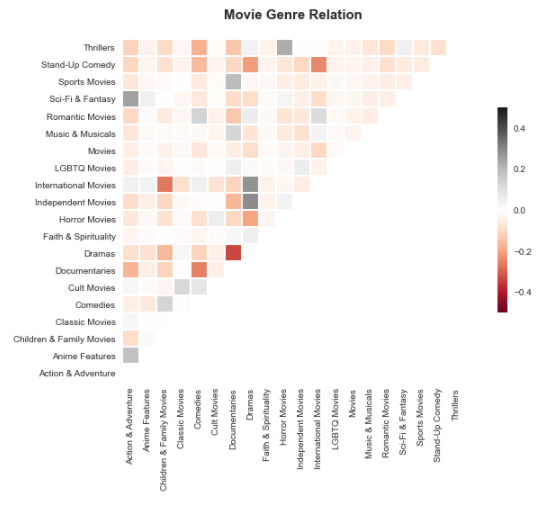 Movie Genre Relation
Thrillers
Stand-Up Comedy
Sports Movies
Sci-Fi & Fantasy
Romantic Movies
Music & Musicals
Movies
LGBTQ Movies
International Movies
Independent Movies
Horror Movies
Faith & Spirituality
Dramas
Documentaries
Cult Movies
Comedies
Classic Movies
Children & Family Movies
Anime Features
Action & Adventure
Action & Adventure
Anime Features
Children & Family Movies
Classic Movies
Comedies
Cult Movies
Documentaries
Dramas
Faith & Spirituality
Horror Movies
Independent Movies
International Movies
LGBTQ Movies
Movies
Music & Musicals
Romantic Movies
Sci-Fi & Fantasy
Sports Movies
Stand-Up Comedy
Thrillers
0.4
0.2
0.0
−0.2
−0.4